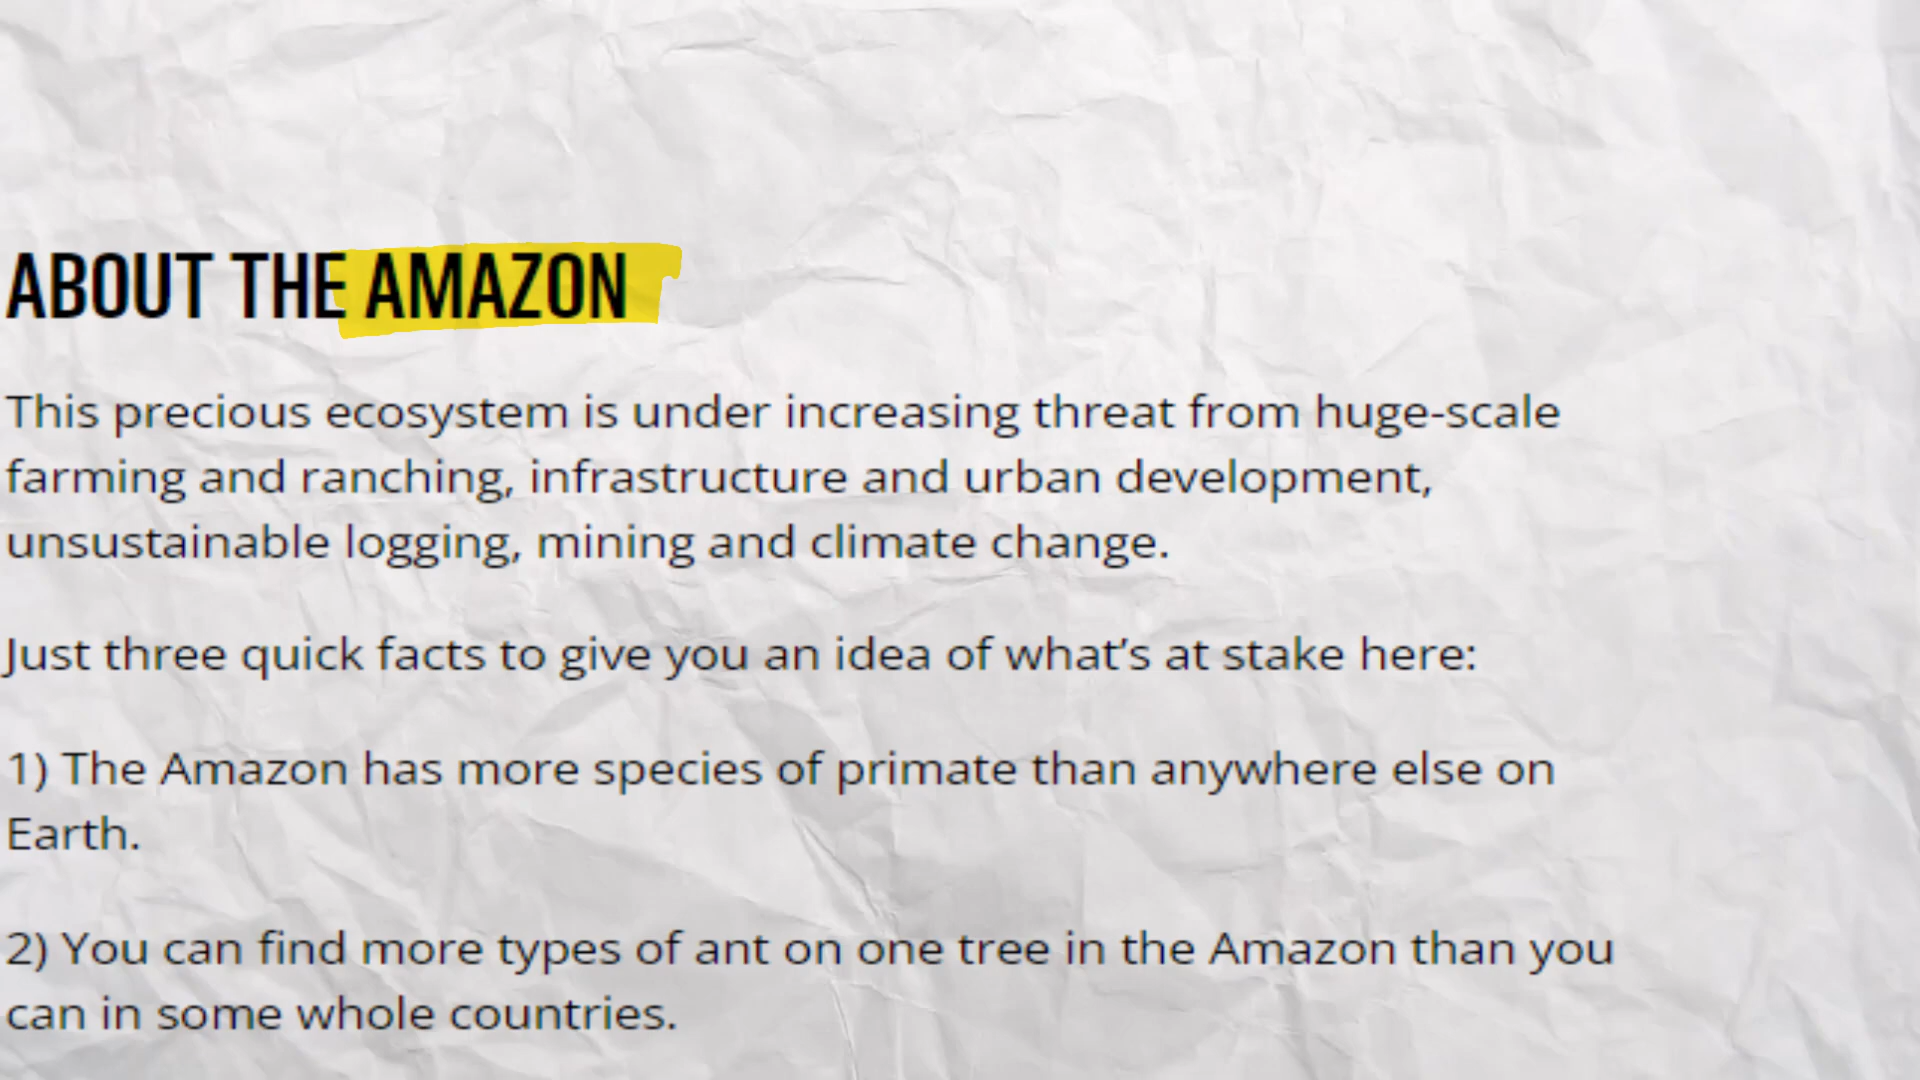 ABOUT THE AMAZON
This precious ecosystem is under increasing threat from huge-scale
farming and ranching, infrastructure and urban development,
unsustainable logging, mining and climate change.
Just three quick facts to give you an idea of what’s at stake here:
1) The Amazon has more species of primate than anywhere else on
Earth.
2) You can find more types of ant on one tree in the Amazon than you
can in some whole countries.